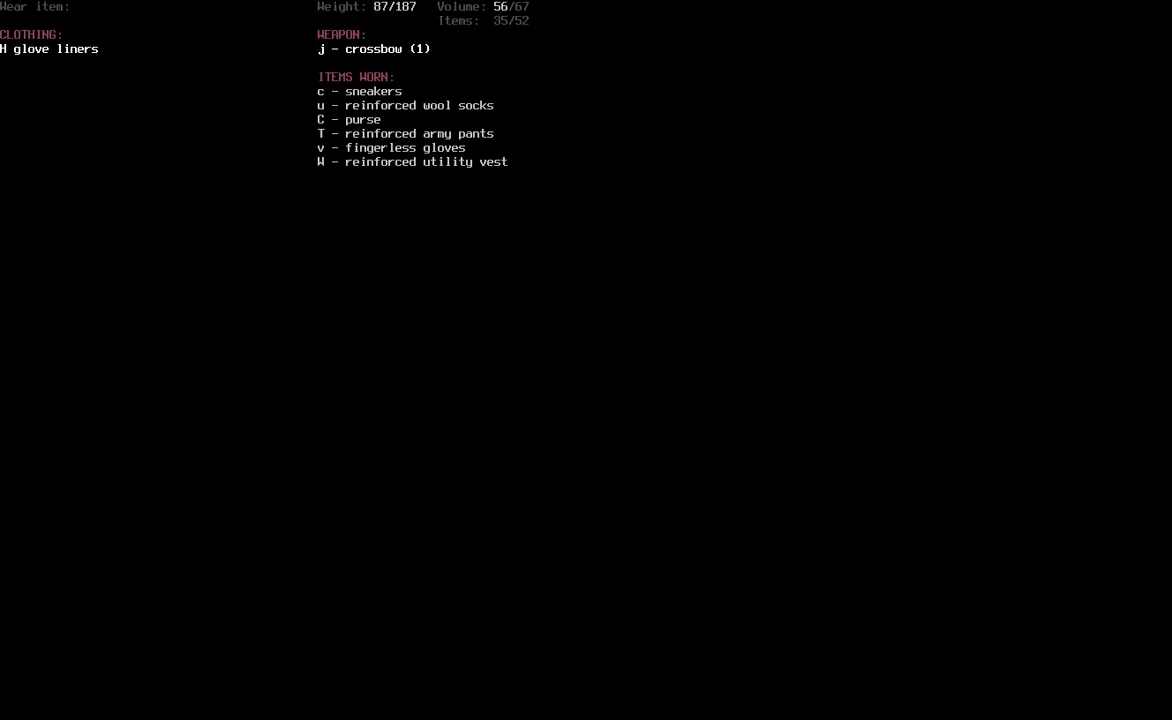 Wear item: Weight: 87/187 Volume: 56/67
Items: 35/52
CLOTHING: WEAPON:
H glove liners j - crossbow (1)
ITEMS WORN:
c - sneakers
u - reinforced wool socks
C - purse
T - reinforced army pants
v - fingerless gloves
W - reinforced utility vest